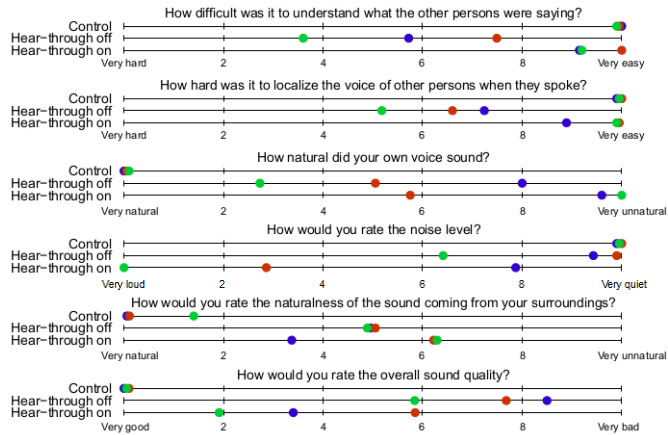 How difficult was it to understand what the other persons were saying?
Control
Hear−through off
Hear−through on
Very hard 2 4 6 8 Very easy
How hard was it to localize the voice of other persons when they spoke?
Control
Hear−through off
Hear−through on
Very hard 2 4 6 8 Very easy
How natural did your own voice sound?
Control
Hear−through off
Hear−through on
Very natural 2 4 6 8 Very unnatural
How would you rate the noise level?
Control
Hear−through off
Hear−through on
Very loud 2 4 6 8 Very quiet
How would you rate the naturalness of the sound coming from your surroundings?
Control
Hear−through off
Hear−through on
Very natural 2 4 6 8 Very unnatural
How would you rate the overall sound quality?
Control
Hear−through off
Hear−through on
Very good 2 4 6 8 Very bad